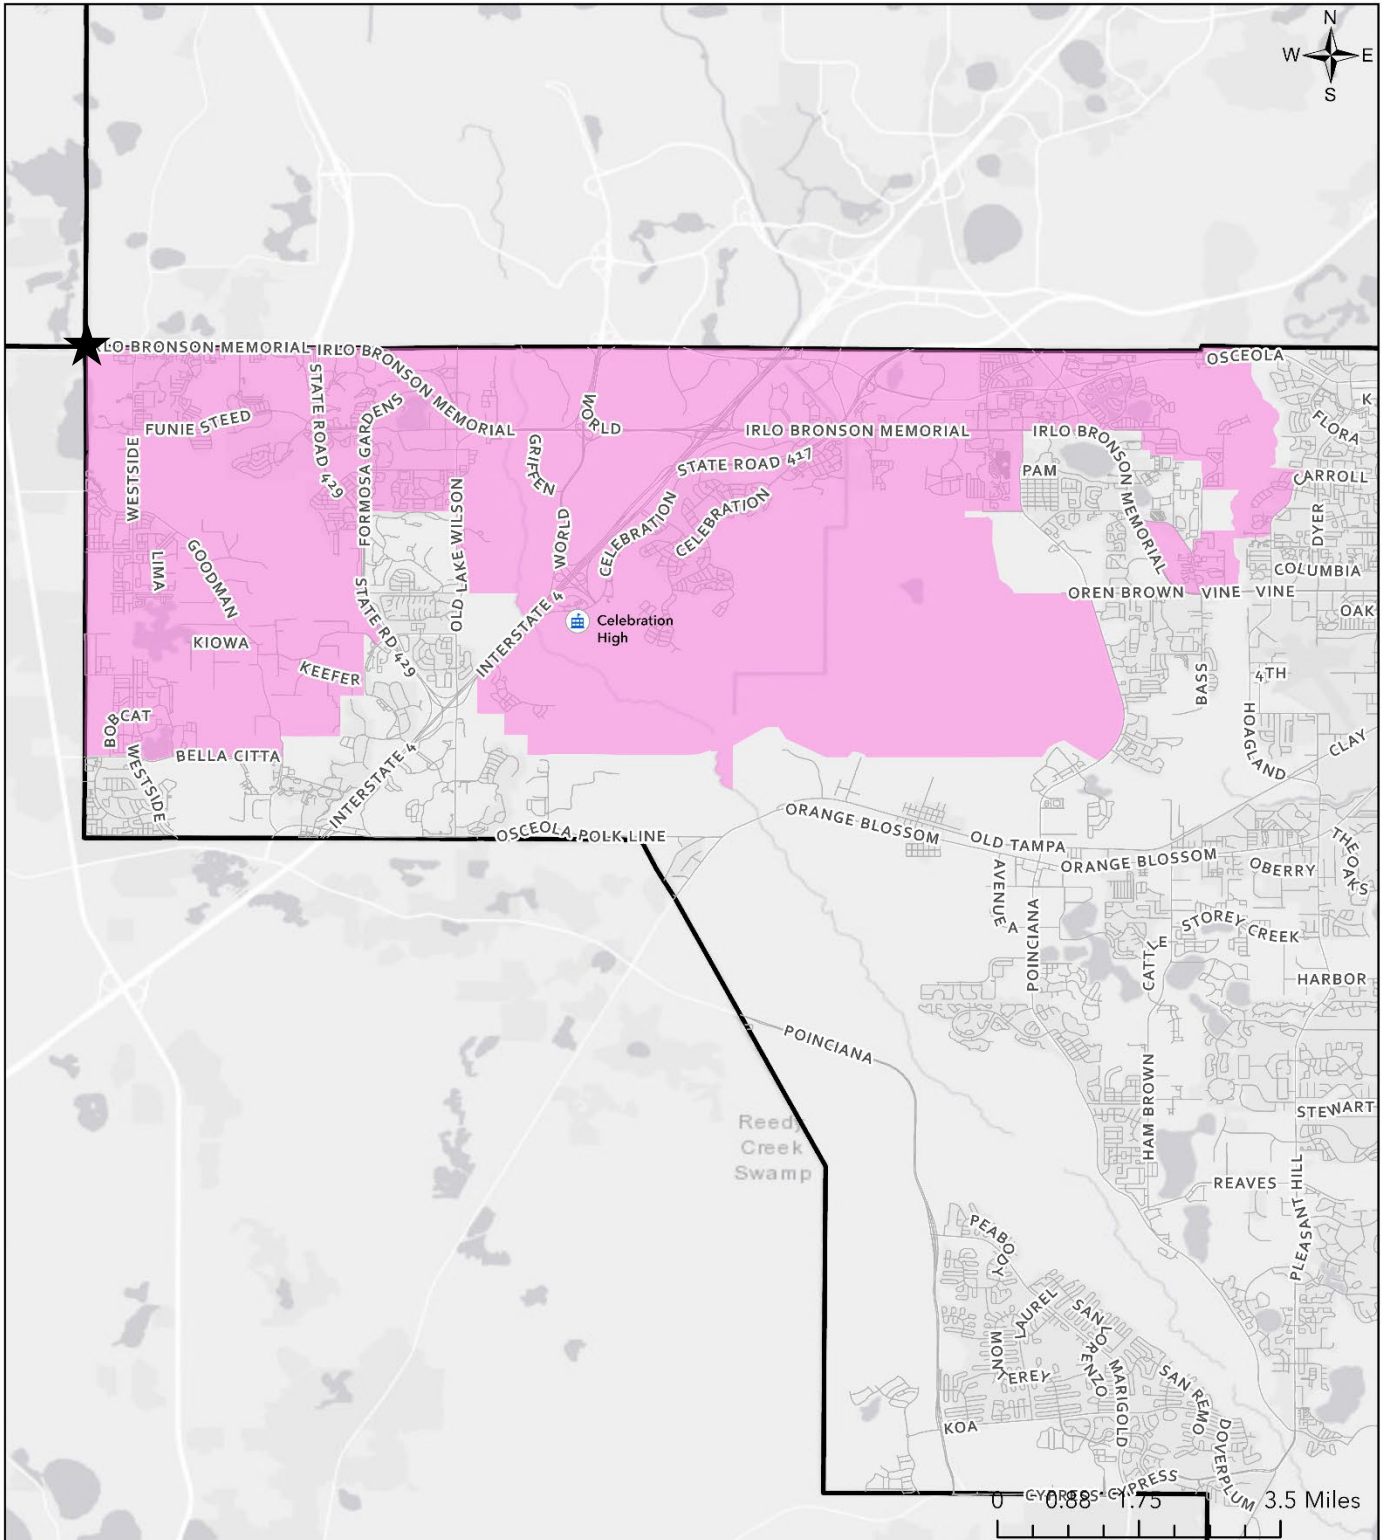 N
W E
S
IRLO BRONSON MEMORIAL
IRLO BRONSON MEMORIAL
OSCEOLA
K
FLORA
STATE ROAD 429
FORMOSA GARDENS
FUNIE STEED
WORLD
IRLO BRONSON MEMORIAL
IRLO BRONSON MEMORIAL
WESTSIDE
GRIFFEN
STATE ROAD 417
PAM
CARROLL
OLD LAKE WILSON
CELEBRATION
CELEBRATION
DYER
WORLD
LIMA
GOODMAN
COLUMBIA
STATE RD 429
OREN BROWN
VINE
VINE
OAK
INTERSTATE 4
Celebration
High
KIOWA
KEEFER
BASS
4TH
BOBCAT
HOAGLAND
CLAY
WESTSIDE
BELLA CITTA
INTERSTATE 4
OSCEOLA POLK LINE
ORANGE BLOSSOM
OLD TAMPA
ORANGE BLOSSOM
OBERRY
THE OAKS
AVENUE A
POINCIANA
STOREY CREEK
CATTLE
HARBOR
POINCIANA
HAM BROWN
STEWART
Reedy
Creek
Swamp
REAVES
PLEASANT HILL
PEABODY
LAUREL
SAN LORENZO
MONTEREY
MARIGOLD
SAN REMO
KOA
DOVERPLUM
CYPRESS
CYPRESS
0 0.88 1.75 3.5 Miles